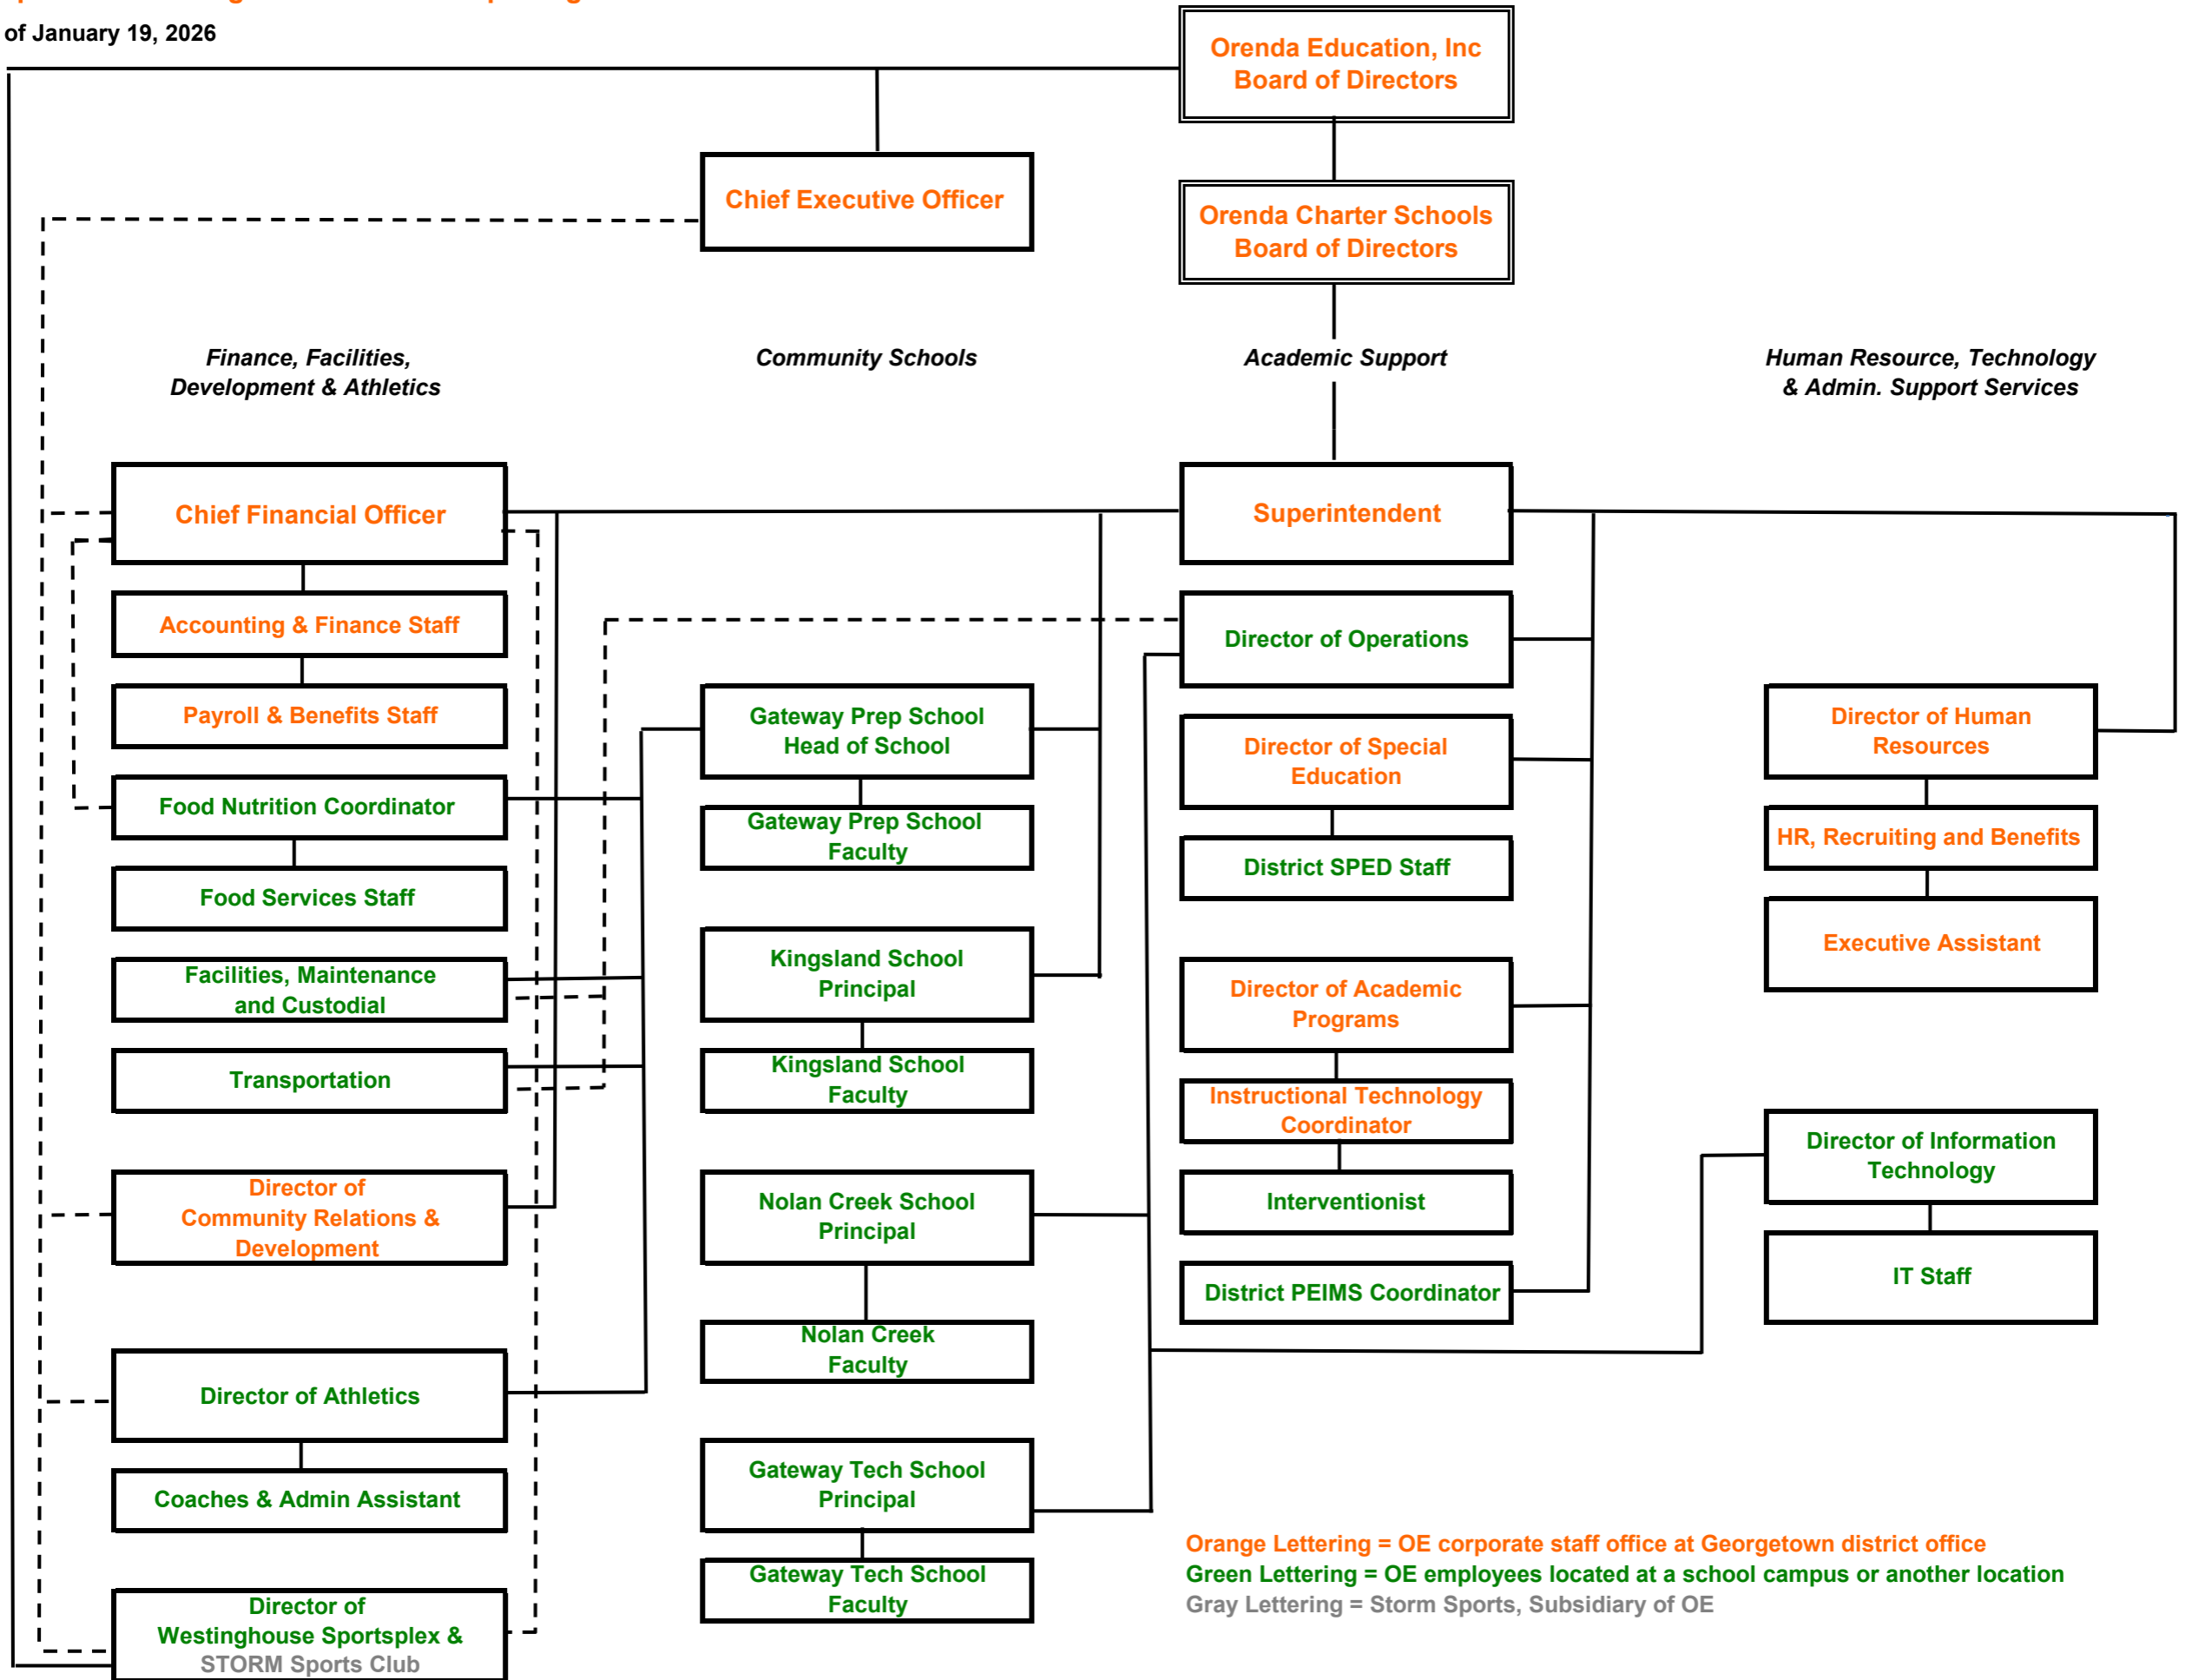 of January 19, 2026
Orenda Education, Inc
Board of Directors
Chief Executive Officer
Orenda Charter Schools
Board of Directors
Finance, Facilities,
Development & Athletics
Community Schools
Academic Support
Human Resource, Technology
& Admin. Support Services
Chief Financial Officer
Superintendent
Accounting & Finance Staff
Payroll & Benefits Staff
Food Nutrition Coordinator
Food Services Staff
Facilities, Maintenance
and Custodial
Transportation
Director of
Community Relations &
Development
Director of Athletics
Coaches & Admin Assistant
Director of
Westinghouse Sportsplex &
STORM Sports Club
Gateway Prep School
Head of School
Gateway Prep School
Faculty
Kingsland School
Principal
Kingsland School
Faculty
Nolan Creek School
Principal
Nolan Creek
Faculty
Gateway Tech School
Principal
Gateway Tech School
Faculty
Director of Operations
Director of Special
Education
District SPED Staff
Director of Academic
Programs
Instructional Technology
Coordinator
Interventionist
District PEIMS Coordinator
Director of Human
Resources
HR, Recruiting and Benefits
Executive Assistant
Director of Information
Technology
IT Staff
Orange Lettering = OE corporate staff office at Georgetown district office
Green Lettering = OE employees located at a school campus or another location
Gray Lettering = Storm Sports, Subsidiary of OE